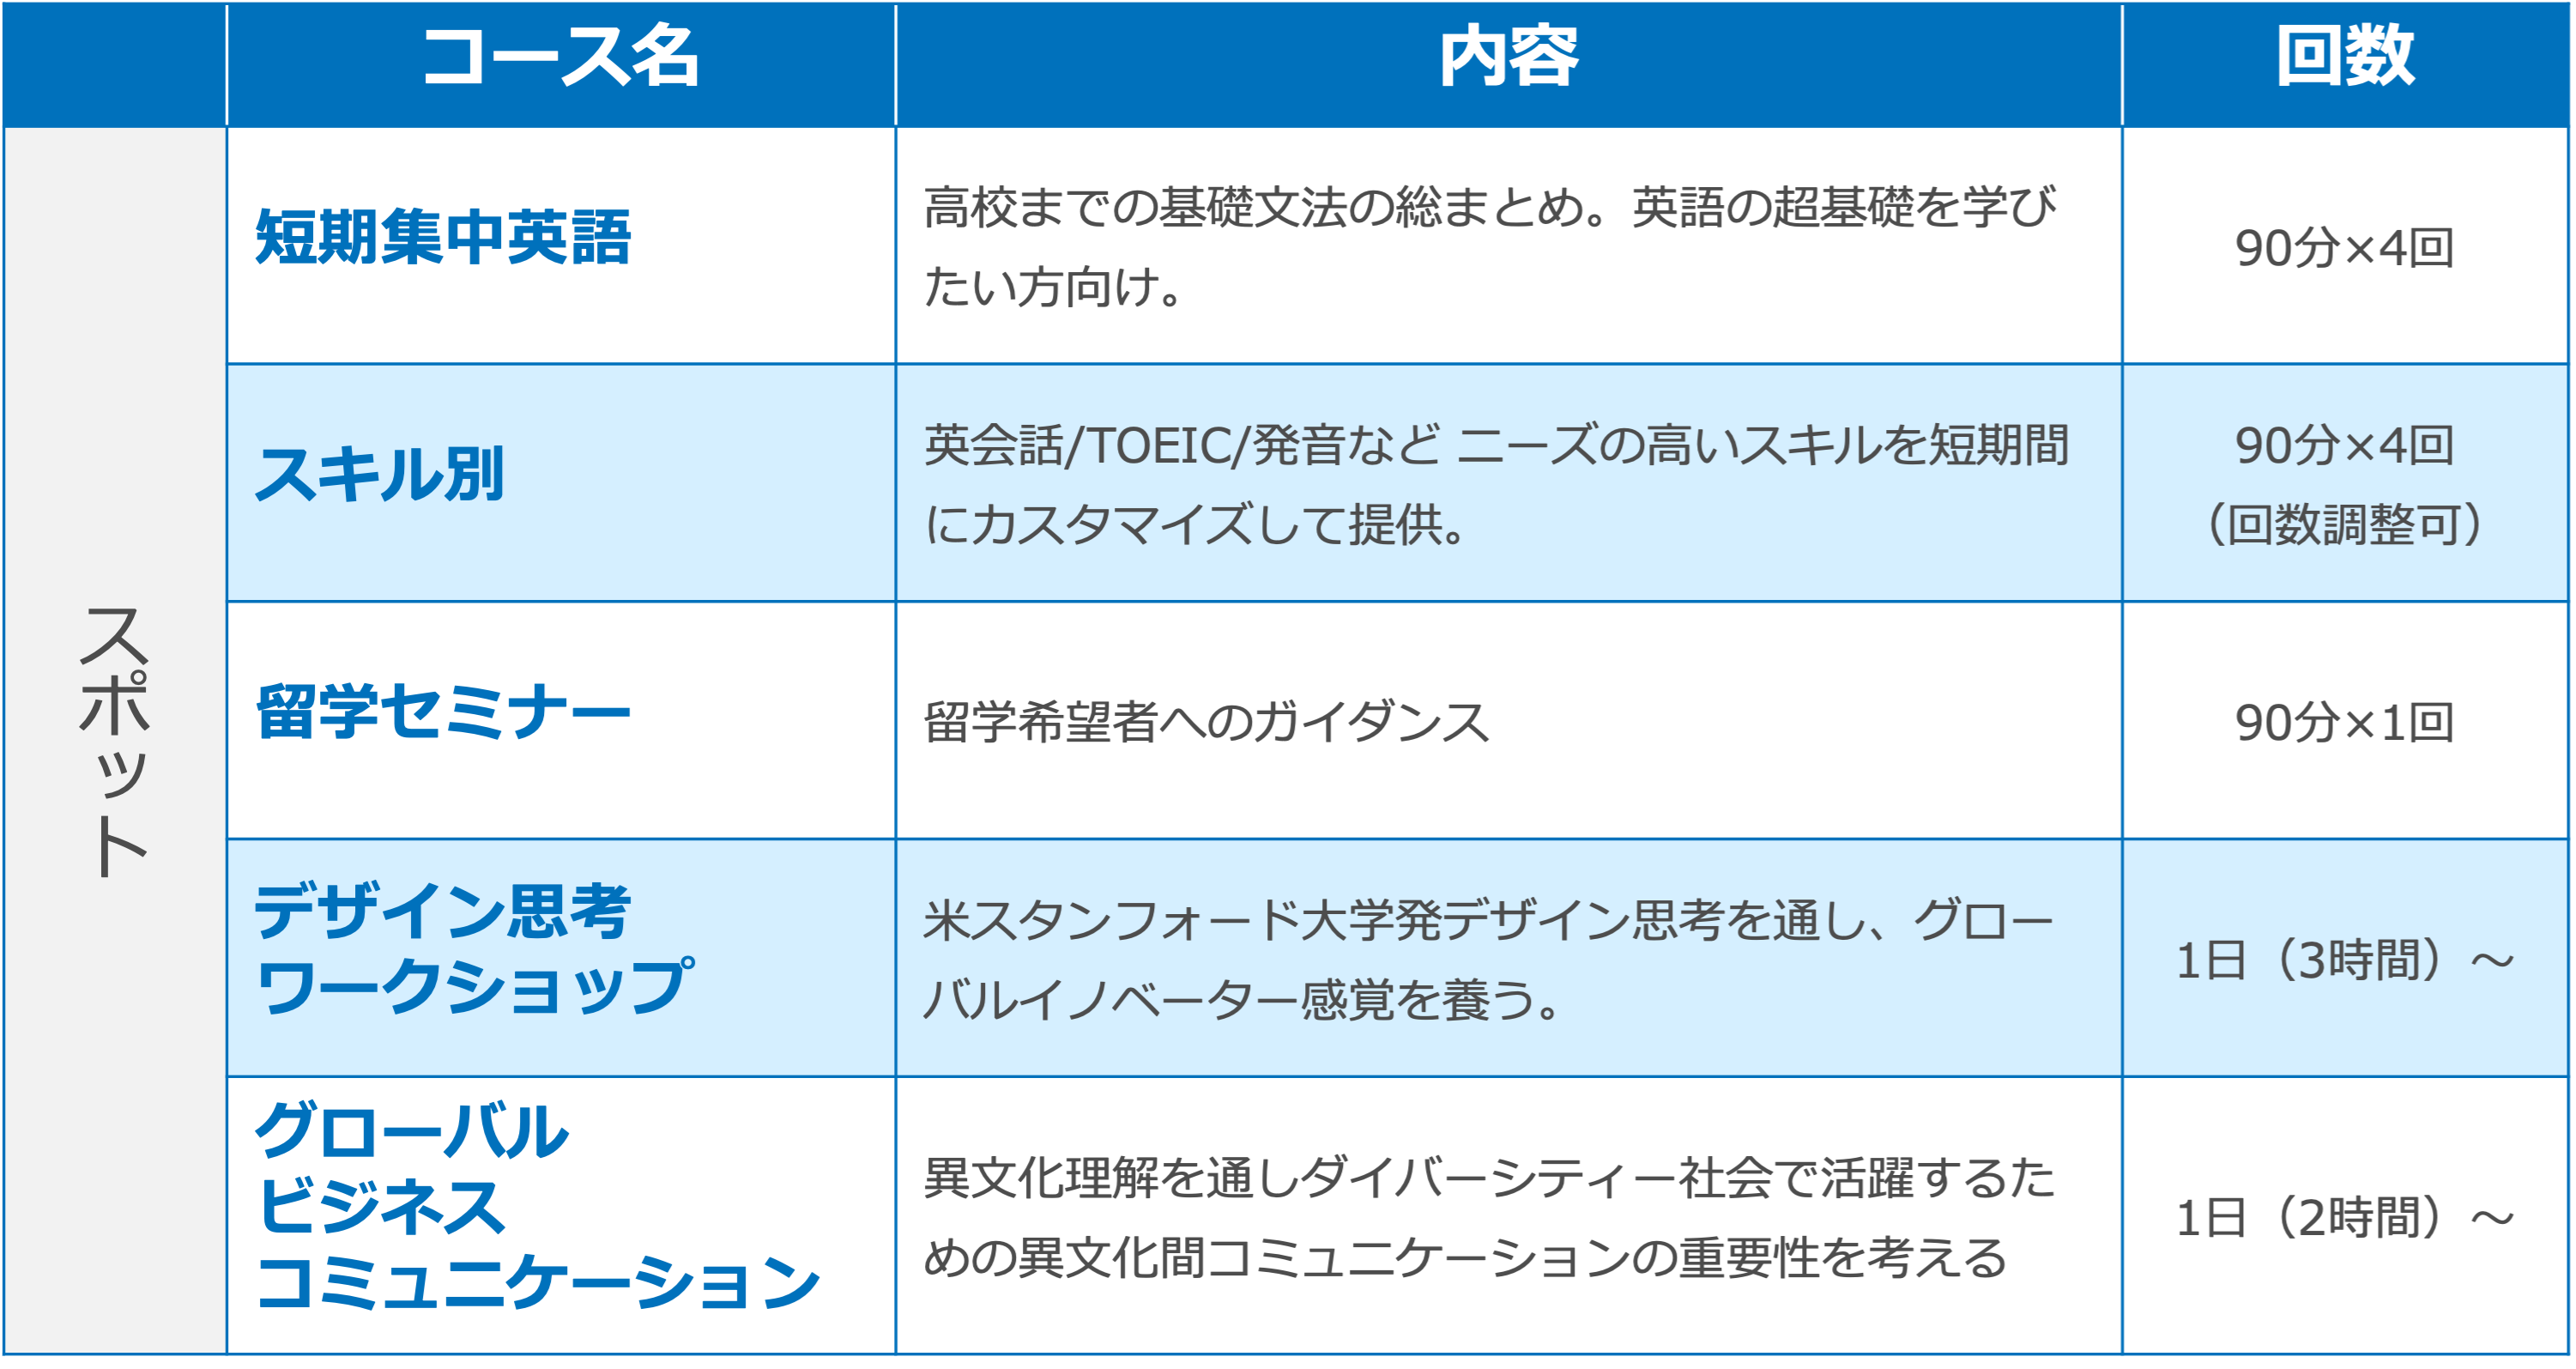 コース名
内容
回数
スポット
短期集中英語
高校までの基礎文法の総まとめ。英語の超基礎を学び
たい方向け。
90分×4回
スキル別
英会話/TOEIC/発音など ニーズの高いスキルを短期間
にカスタマイズして提供。
90分×4回
（回数調整可）
留学セミナー
留学希望者へのガイダンス
90分×1回
デザイン思考
ワークショップ
米スタンフォード大学発デザイン思考を通し、グロー
バルイノベーター感覚を養う。
1日（3時間）～
グローバル
ビジネス
コミュニケーション
異文化理解を通しダイバーシティー社会で活躍するた
めの異文化間コミュニケーションの重要性を考える
1日（2時間）～